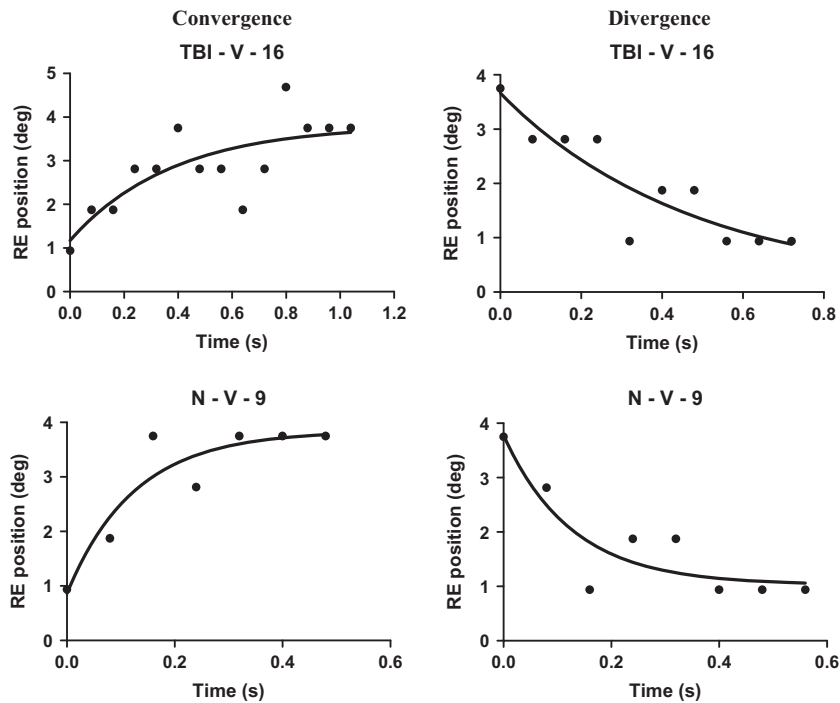 Convergence
TBI - V - 16
RE position (deg)
5
4
3
2
1
0
0.0 0.2 0.4 0.6 0.8 1.0 1.2
Time (s)
Divergence
TBI - V - 16
RE position (deg)
4
3
2
1
0
0.0 0.2 0.4 0.6 0.8
Time (s)
N - V - 9
RE position (deg)
4
3
2
1
0
0.0 0.2 0.4 0.6
Time (s)
N - V - 9
RE position (deg)
4
3
2
1
0
0.0 0.2 0.4 0.6
Time (s)